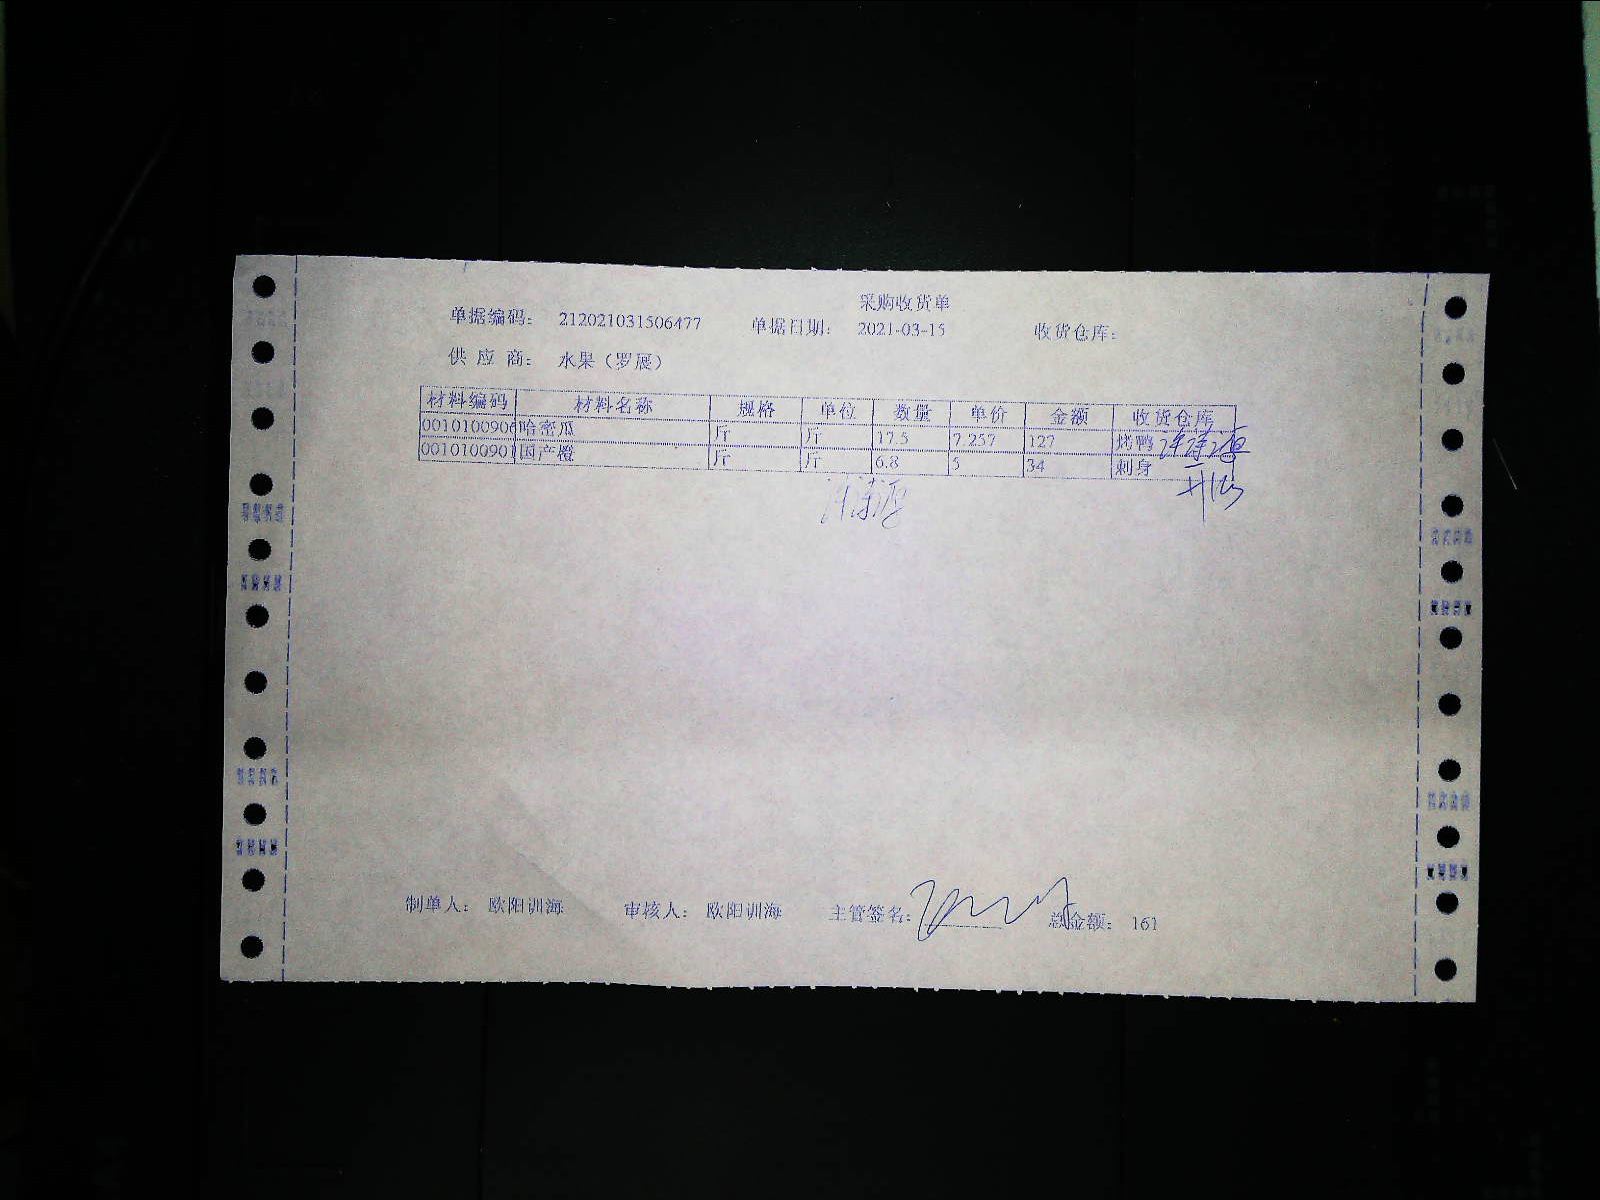 采购收货单
单据编码： 212021031506477 单据日期： 2021-03-15 收货仓库：
供 应 商： 水果（罗展）
材料编码 材料名称 规格 单位 数量 单价 金额 收货仓库
0010100906 哈密瓜 斤 斤 17.5 7.257 127 烤鸭
0010100901 国产橙 斤 斤 6.8 5 34 刺身
制单人： 欧阳训海 审核人： 欧阳训海 主管签名： 总金额： 161